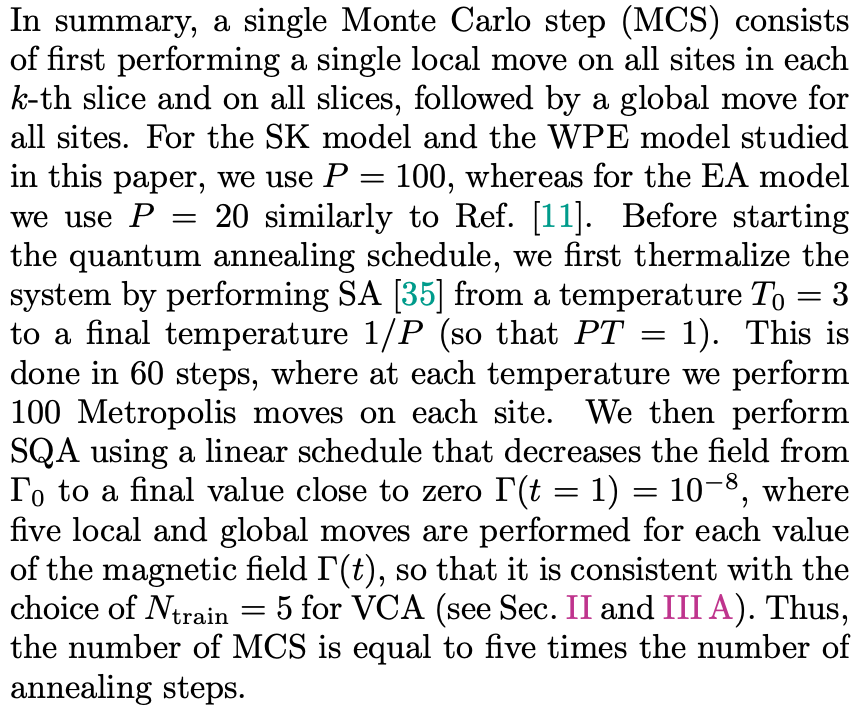 In summary, a single Monte Carlo step (MCS) consists
of first performing a single local move on all sites in each
k-th slice and on all slices, followed by a global move for
all sites. For the SK model and the WPE model studied
in this paper, we use P = 100, whereas for the EA model
we use P = 20 similarly to Ref. [11]. Before starting
the quantum annealing schedule, we first thermalize the
system by performing SA [35] from a temperature T₀ = 3
to a final temperature 1/P (so that PT = 1). This is
done in 60 steps, where at each temperature we perform
100 Metropolis moves on each site. We then perform
SQA using a linear schedule that decreases the field from
Γ₀ to a final value close to zero Γ(t = 1) = 10⁻⁸, where
five local and global moves are performed for each value
of the magnetic field Γ(t), so that it is consistent with the
choice of N_train = 5 for VCA (see Sec. II and III A). Thus,
the number of MCS is equal to five times the number of
annealing steps.